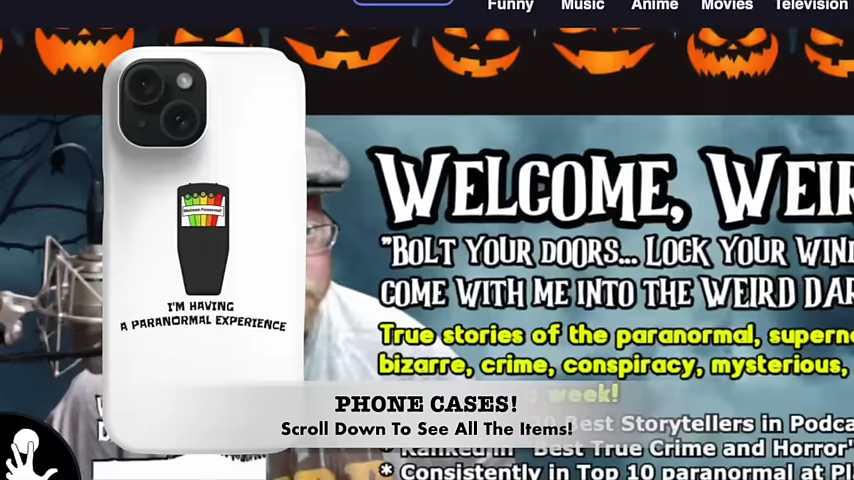 Funny Music Anime Movies Television
WELCOME, WEIR
"BOLT YOUR DOORS... LOCK YOUR WIND
COME WITH ME INTO THE WEIRD DAR
True stories of the paranormal, superna
bizarre, crime, conspiracy, mysterious,
a week!
I'M HAVING
A PARANORMAL EXPERIENCE
PHONE CASES!
Scroll Down To See All The Items!
Best Storytellers in Podca
* Ranked in "Best True Crime and Horror"
* Consistently in Top 10 paranormal at Pl